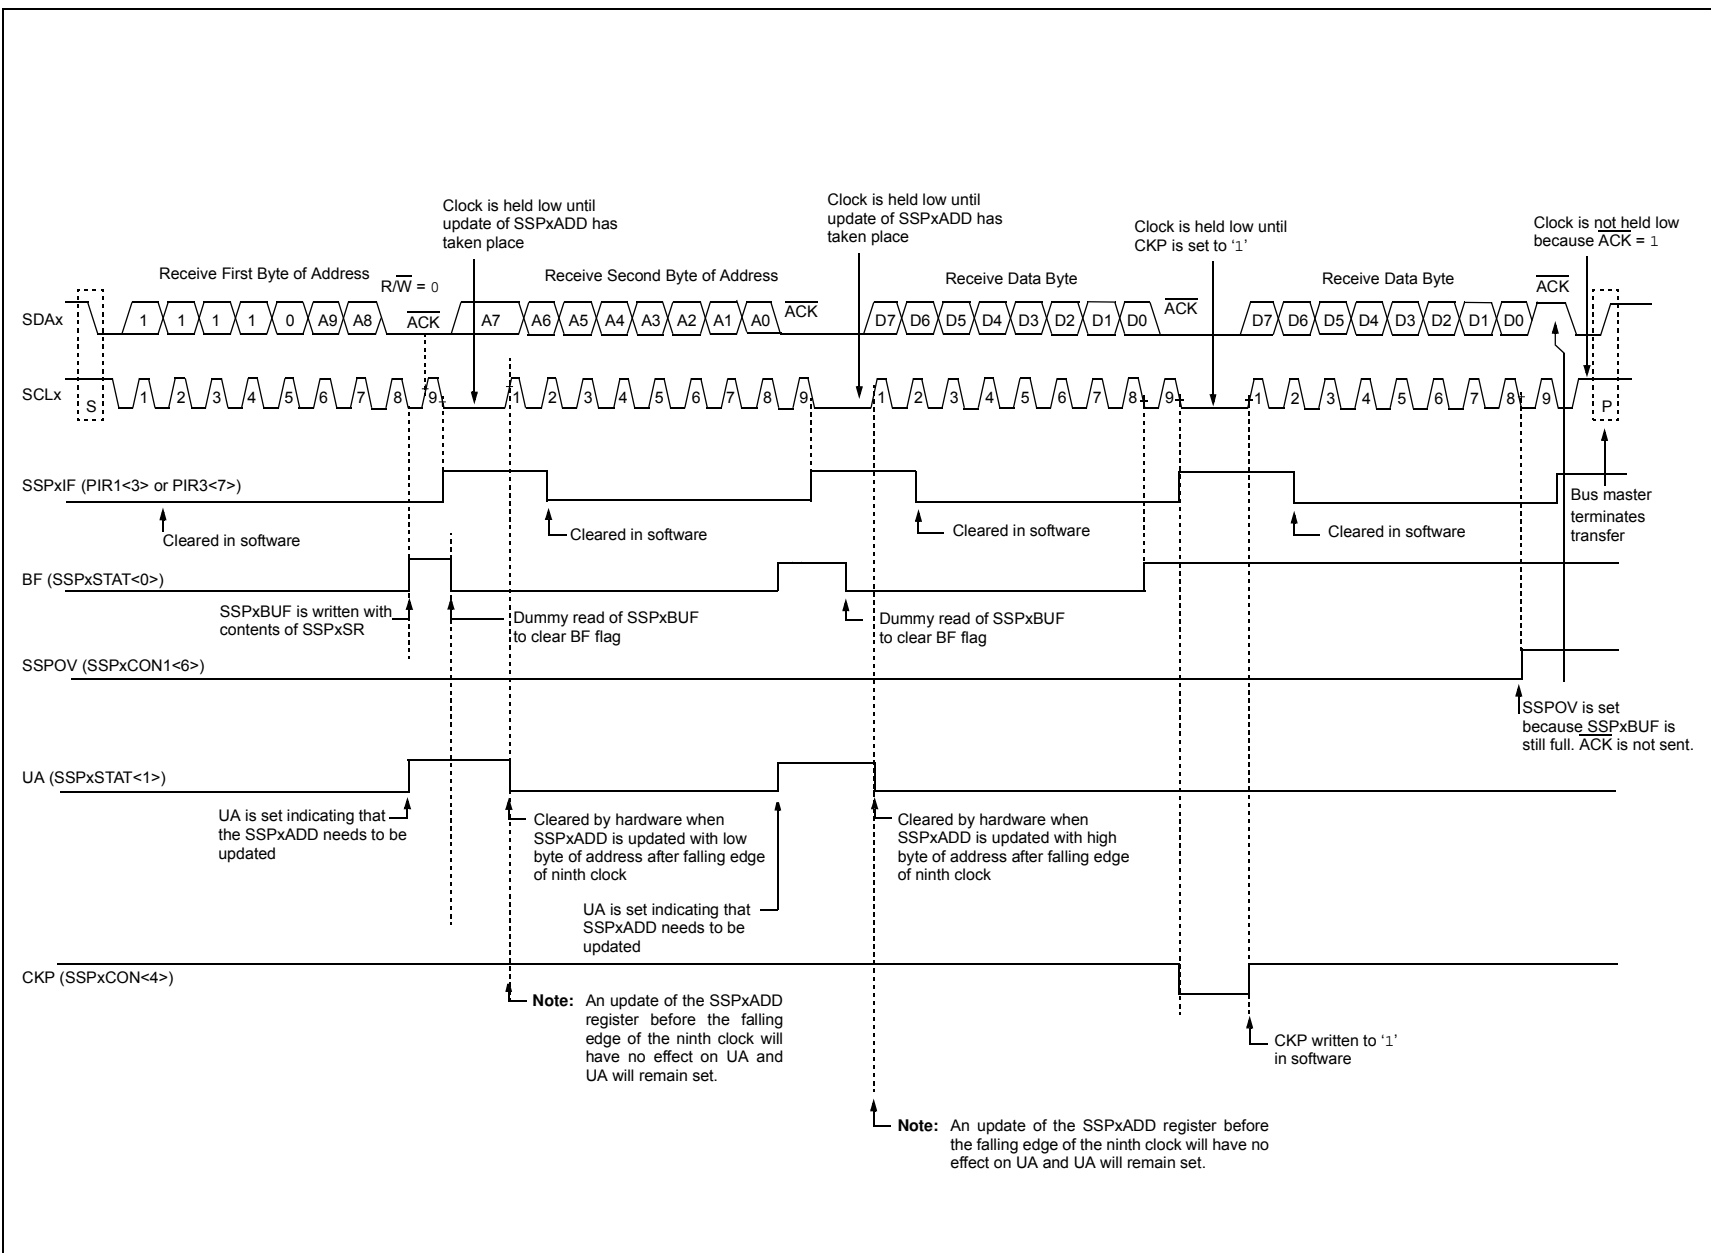 Clock is held low until
update of SSPxADD has
taken place
Clock is held low until
update of SSPxADD has
taken place
Clock is held low until
CKP is set to ‘1’
Clock is not held low
because ACK = 1
Receive First Byte of Address
R/W = 0
Receive Second Byte of Address
Receive Data Byte
Receive Data Byte
SDAx
1 1 1 1 0 A9 A8 ACK A7 A6 A5 A4 A3 A2 A1 A0 ACK D7 D6 D5 D4 D3 D2 D1 D0 ACK D7 D6 D5 D4 D3 D2 D1 D0 ACK
SCLx
S 1 2 3 4 5 6 7 8 9 1 2 3 4 5 6 7 8 9 1 2 3 4 5 6 7 8 9 1 2 3 4 5 6 7 8 9 P
SSPxIF (PIR1<3> or PIR3<7>)
Cleared in software
Cleared in software
Cleared in software
Cleared in software
Bus master
terminates
transfer
BF (SSPxSTAT<0>)
SSPxBUF is written with
contents of SSPxSR
Dummy read of SSPxBUF
to clear BF flag
Dummy read of SSPxBUF
to clear BF flag
SSPOV (SSPxCON1<6>)
SSPOV is set
because SSPxBUF is
still full. ACK is not sent.
UA (SSPxSTAT<1>)
UA is set indicating that
the SSPxADD needs to be
updated
Cleared by hardware when
SSPxADD is updated with low
byte of address after falling edge
of ninth clock
UA is set indicating that
SSPxADD needs to be
updated
Cleared by hardware when
SSPxADD is updated with high
byte of address after falling edge
of ninth clock
CKP (SSPxCON<4>)
Note: An update of the SSPxADD
register before the falling
edge of the ninth clock will
have no effect on UA and
UA will remain set.
CKP written to ‘1’
in software
Note: An update of the SSPxADD register before
the falling edge of the ninth clock will have no
effect on UA and UA will remain set.